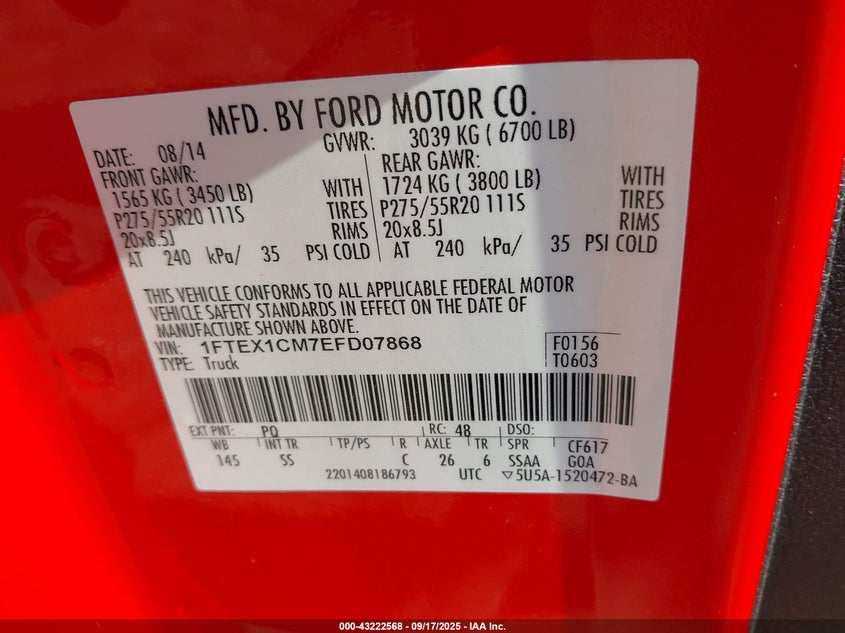 MFD. BY FORD MOTOR CO.
DATE: 08/14 GVWR: 3039 KG ( 6700 LB)
FRONT GAWR: REAR GAWR:
1565 KG ( 3450 LB) WITH 1724 KG ( 3800 LB) WITH
P275/55R20 111S TIRES P275/55R20 111S TIRES
20x8.5J RIMS 20x8.5J RIMS
AT 240 kPa/ 35 PSI COLD AT 240 kPa/ 35 PSI COLD
THIS VEHICLE CONFORMS TO ALL APPLICABLE FEDERAL MOTOR
VEHICLE SAFETY STANDARDS IN EFFECT ON THE DATE OF
MANUFACTURE SHOWN ABOVE.
VIN: 1FTEX1CM7EFD07868 F0156
TYPE: Truck T0603
EXT PNT: PQ RC: 48 DSO:
WB INT TR TP/PS R AXLE TR SPR CF617
145 SS C 26 6 SSAA GOA
2201408186793 UTC ▽5U5A-1520472-BA
000-43222568 - 09/17/2025 - IAA Inc.